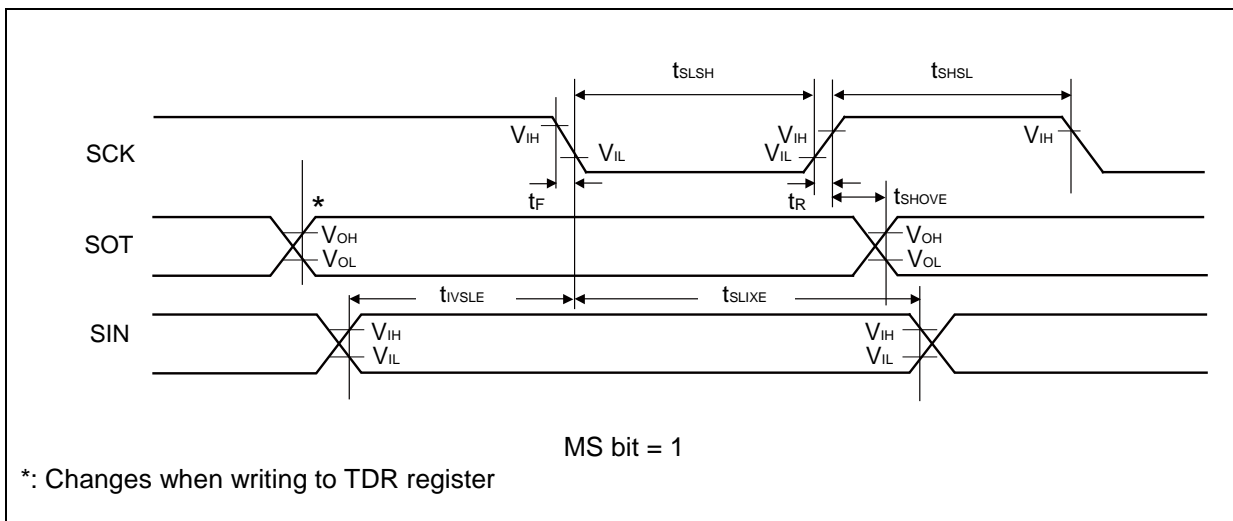 tSLSH tSHSL
VIH VIH VIH
SCK VIL VIL
tF tR tSHOVE
*
VOH VOH
SOT
VOL VOL
tIVSLE tSLIXE
VIH VIH
SIN
VIL VIL
MS bit = 1
*: Changes when writing to TDR register